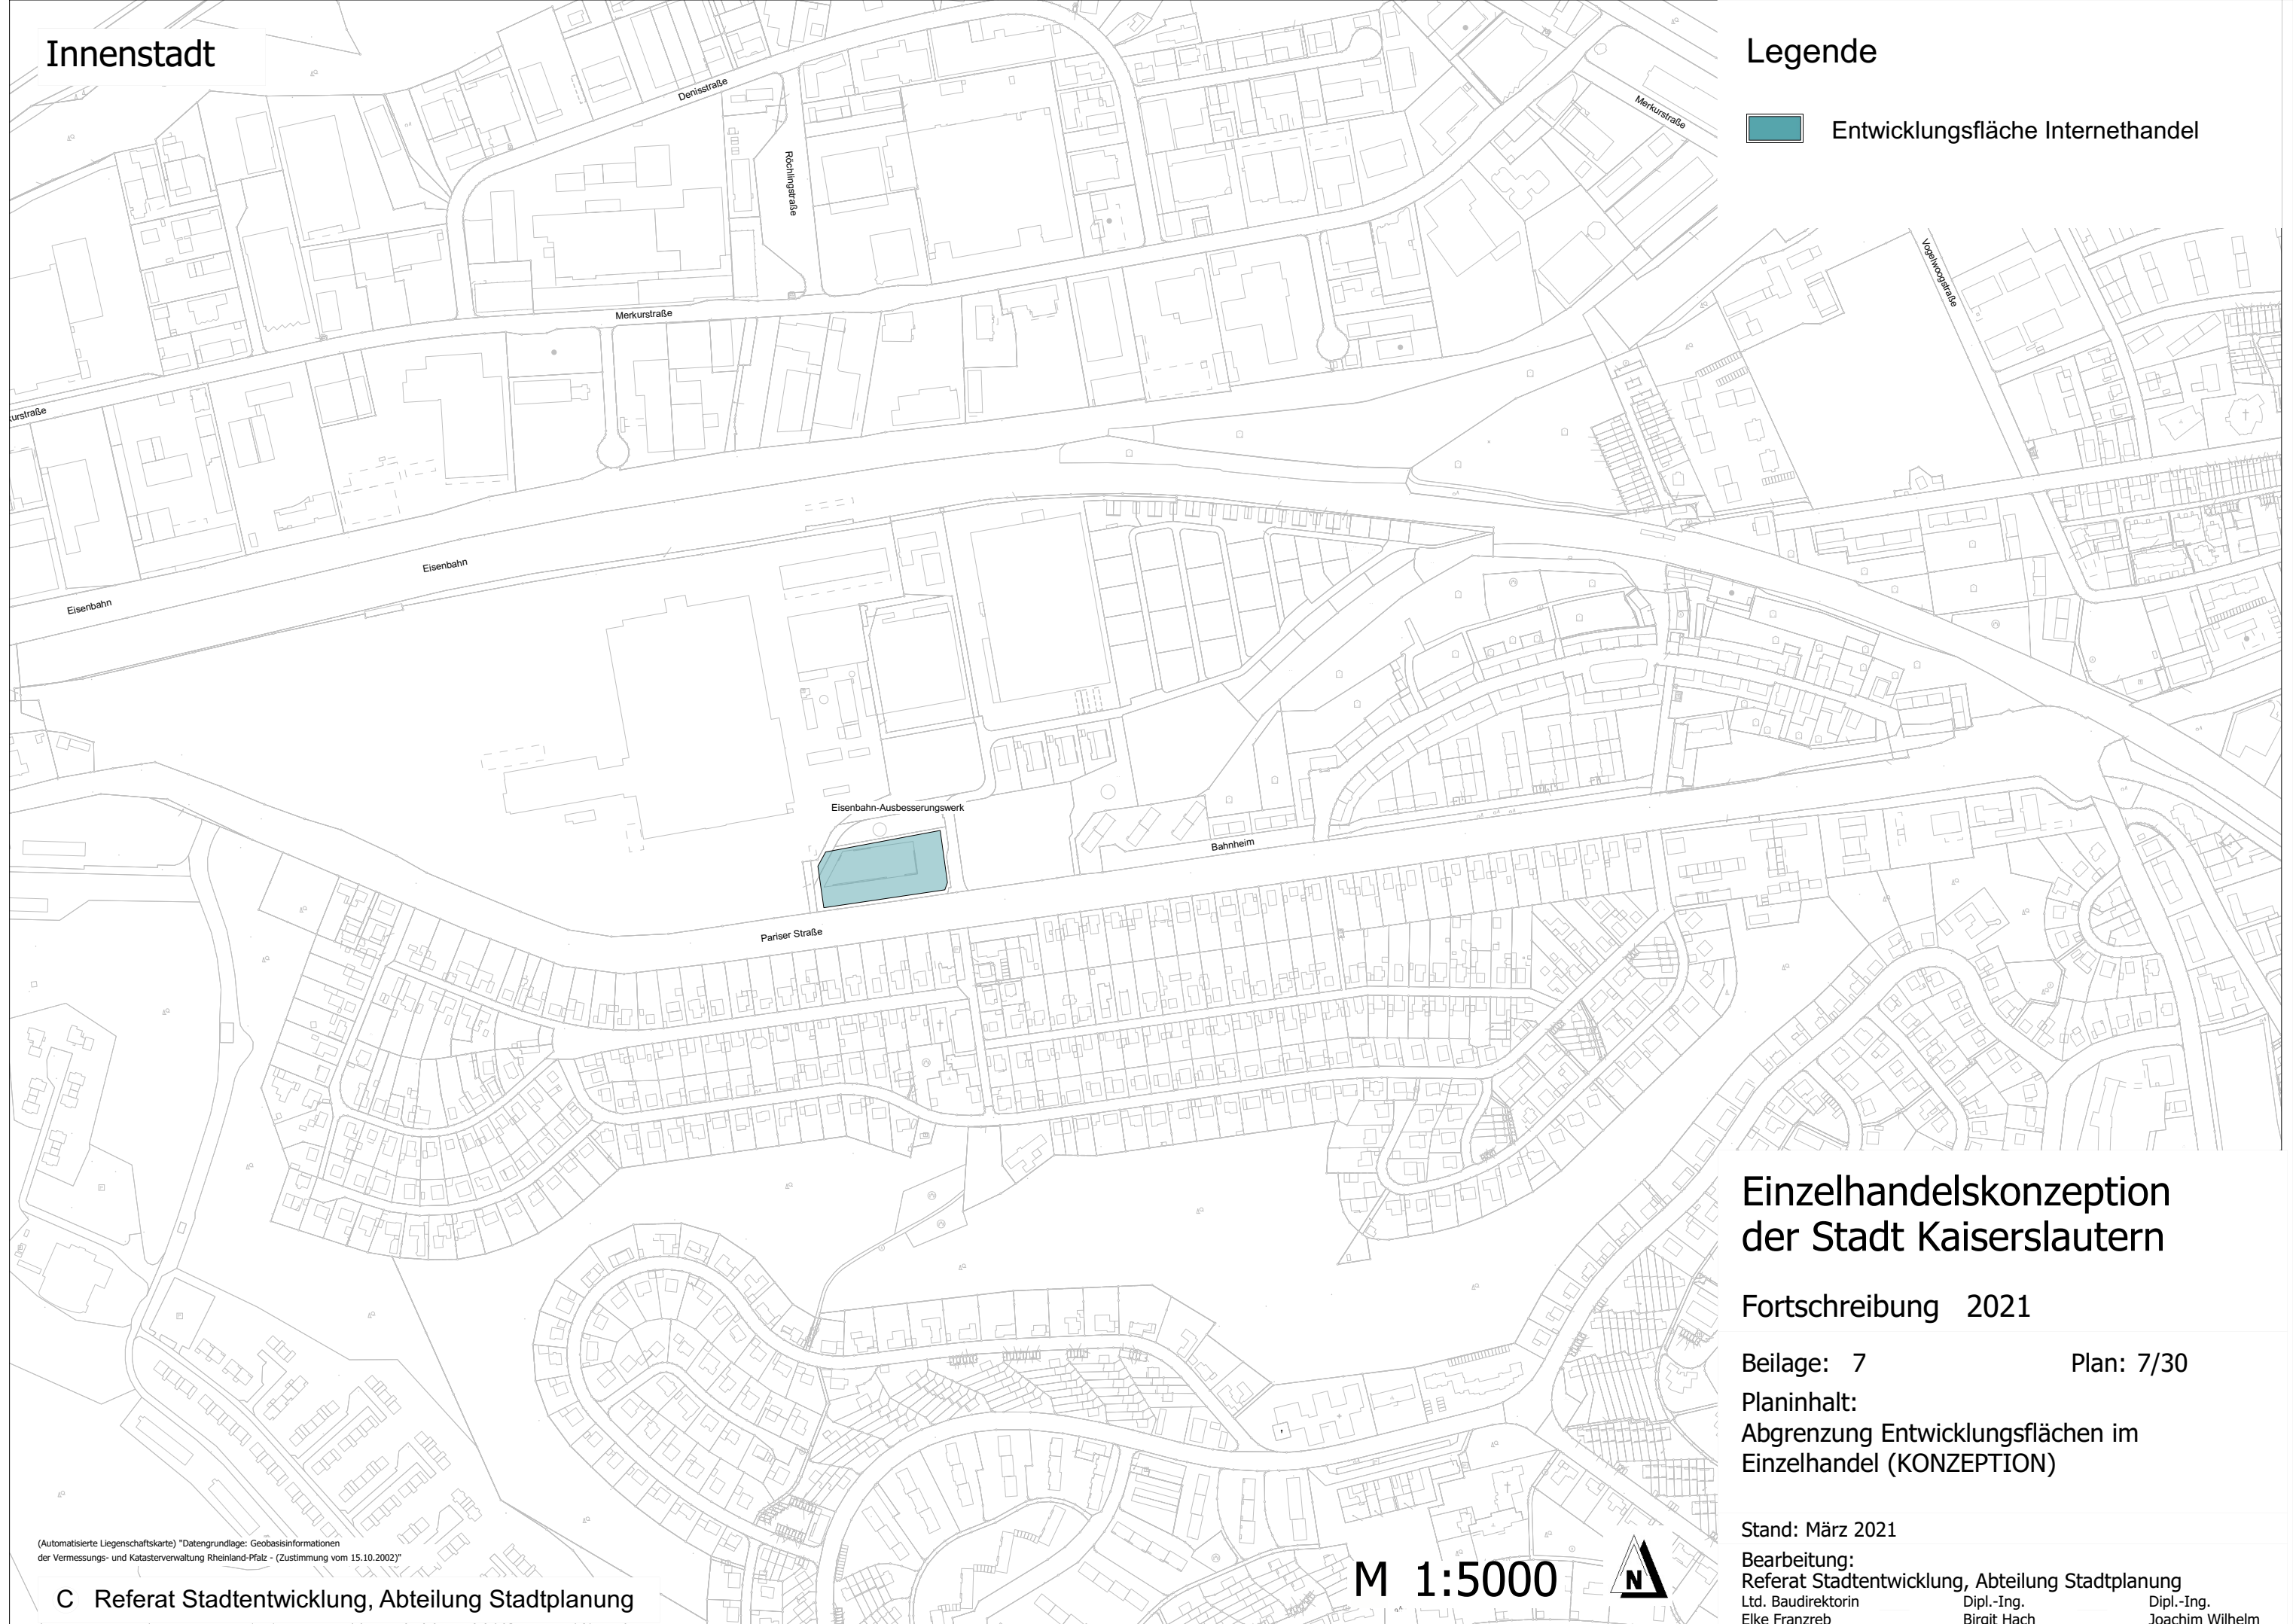 Innenstadt
Legende
Entwicklungsfläche Internethandel
Denisstraße
Röchlingstraße
Merkurstraße
Vogelwoogstraße
Merkurstraße
kurstraße
Eisenbahn
Eisenbahn
Eisenbahn-Ausbesserungswerk
Bahnheim
Pariser Straße
Einzelhandelskonzeption
der Stadt Kaiserslautern
Fortschreibung 2021
Beilage: 7 Plan: 7/30
Planinhalt:
Abgrenzung Entwicklungsflächen im
Einzelhandel (KONZEPTION)
Stand: März 2021
Bearbeitung:
Referat Stadtentwicklung, Abteilung Stadtplanung
Ltd. Baudirektorin Dipl.-Ing. Dipl.-Ing.
Elke Franzreb Birgit Hach Joachim Wilhelm
(Automatisierte Liegenschaftskarte) "Datengrundlage: Geobasisinformationen
der Vermessungs- und Katasterverwaltung Rheinland-Pfalz - (Zustimmung vom 15.10.2002)"
C Referat Stadtentwicklung, Abteilung Stadtplanung
M 1:5000
N